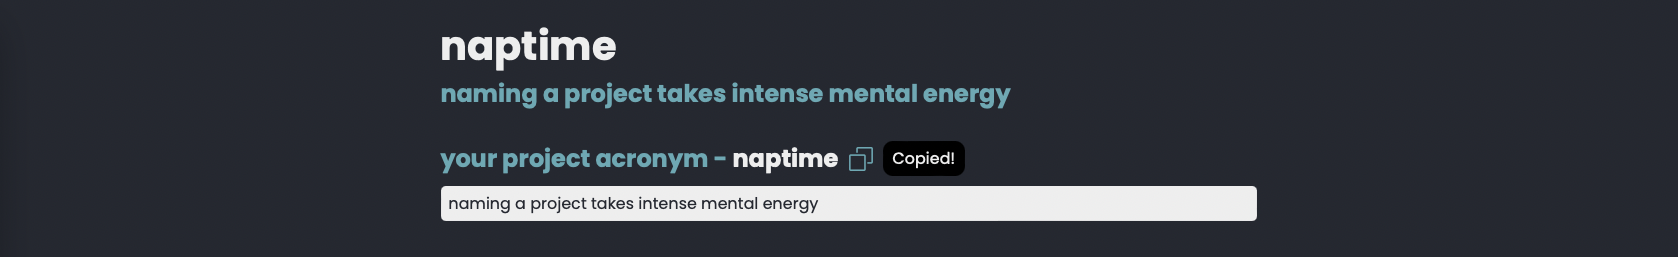 naptime
naming a project takes intense mental energy
your project acronym - naptime Copied!
naming a project takes intense mental energy